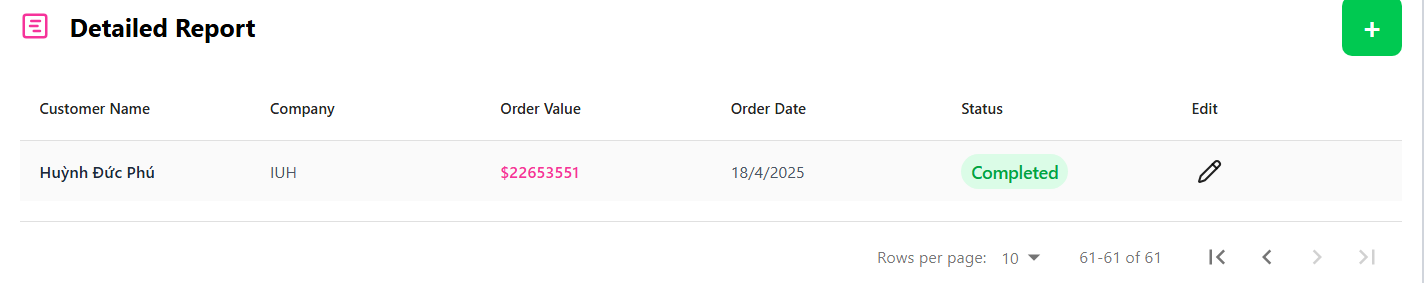 Detailed Report
+
Customer Name Company Order Value Order Date Status Edit
Huỳnh Đức Phú IUH $22653551 18/4/2025 Completed
Rows per page: 10 61-61 of 61